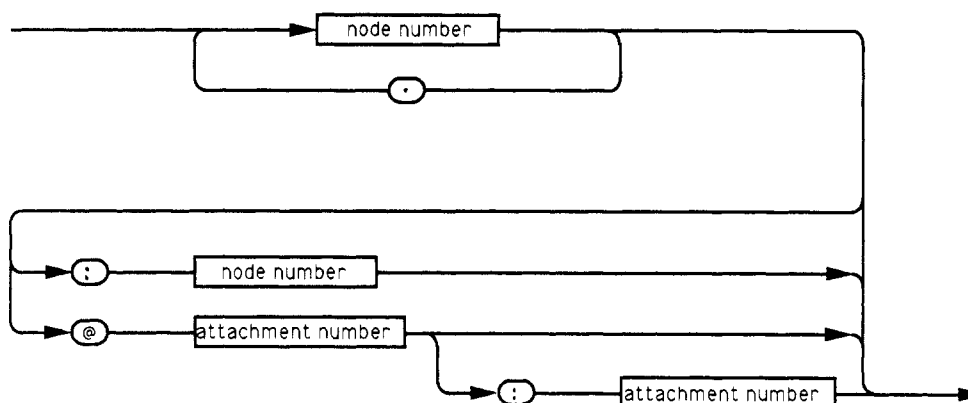 node number
.
: node number
@ attachment number
: attachment number